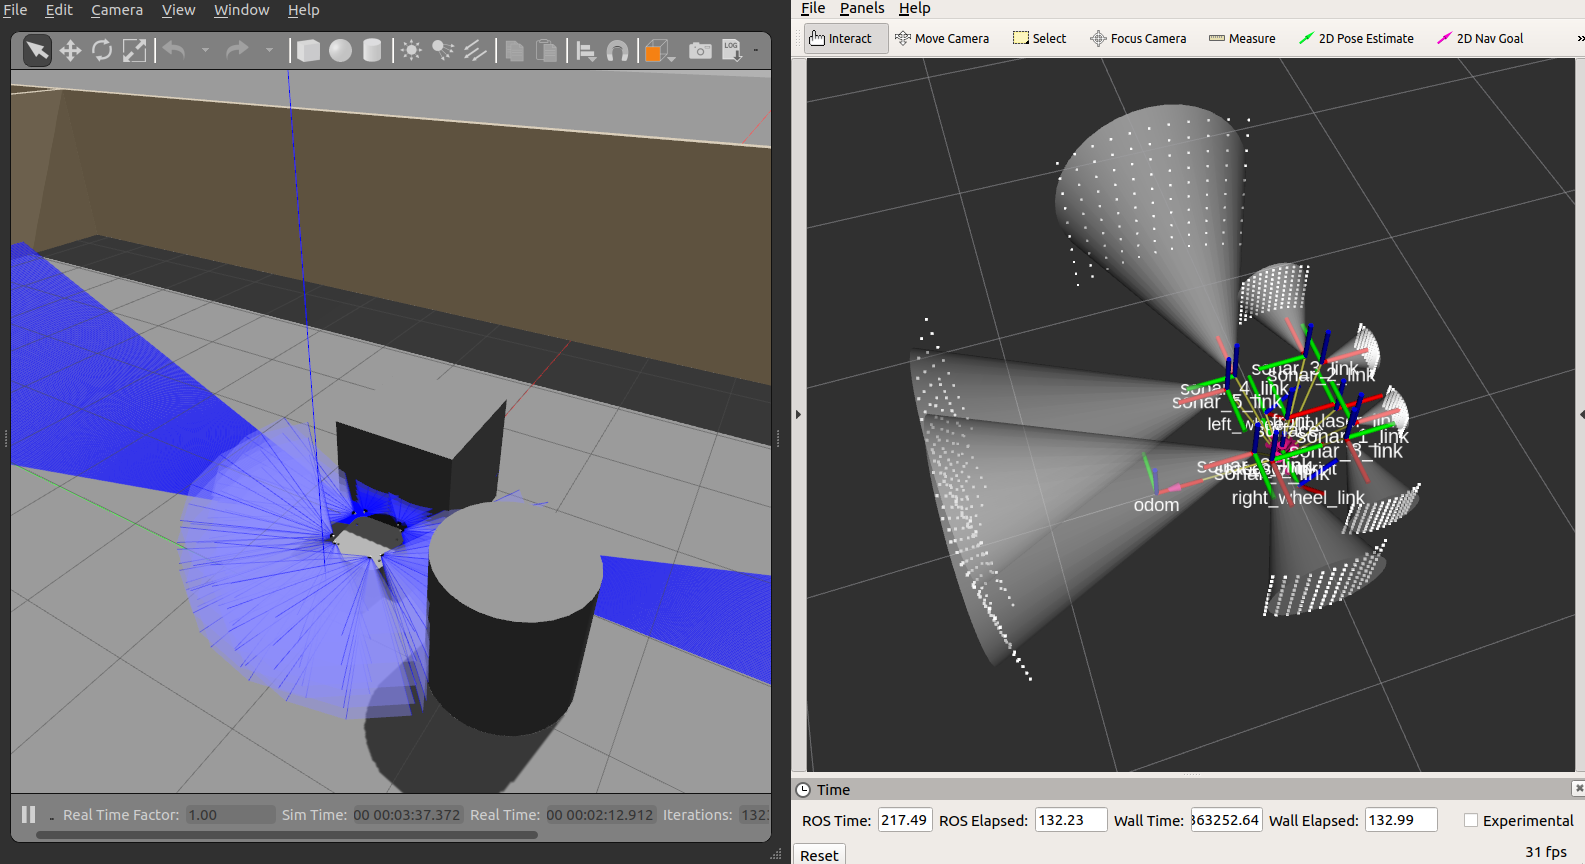 File Edit Camera View Window Help
LOG
Real Time Factor: 1.00 Sim Time: 00 00:03:37.372 Real Time: 00 00:02:12.912 Iterations: 132
File Panels Help
Interact Move Camera Select Focus Camera Measure 2D Pose Estimate 2D Nav Goal »
sonar_3_link
sonar_2_link
sonar_4_link
sonar_5_link
sonar_1_link
sonar_8_link
right_wheel_link
odom
Time
ROS Time: 217.49 ROS Elapsed: 132.23 Wall Time: 363252.64 Wall Elapsed: 132.99 Experimental
Reset 31 fps